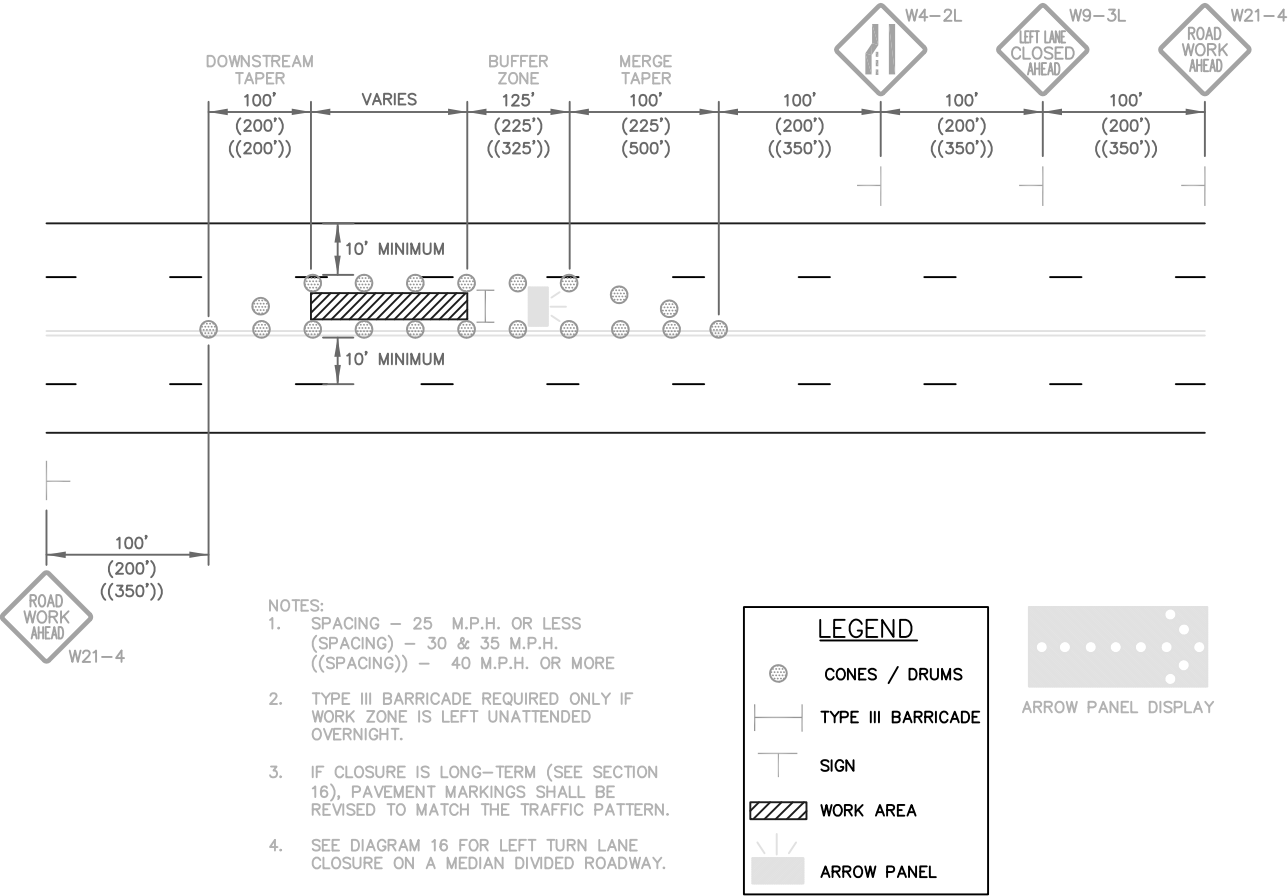 W4-2L
W9-3L
W21-4
LEFT LANE
CLOSED
AHEAD
ROAD
WORK
AHEAD
DOWNSTREAM
TAPER
BUFFER
ZONE
MERGE
TAPER
100'
VARIES
125'
100'
100'
100'
100'
(200')
(225')
(225')
(200')
(200')
(200')
((200'))
((325'))
(500')
((350'))
((350'))
((350'))
10' MINIMUM
10' MINIMUM
100'
(200')
((350'))
ROAD
WORK
AHEAD
W21-4
NOTES:
1. SPACING – 25 M.P.H. OR LESS
(SPACING) – 30 & 35 M.P.H.
((SPACING)) – 40 M.P.H. OR MORE
2. TYPE III BARRICADE REQUIRED ONLY IF
WORK ZONE IS LEFT UNATTENDED
OVERNIGHT.
3. IF CLOSURE IS LONG-TERM (SEE SECTION
16), PAVEMENT MARKINGS SHALL BE
REVISED TO MATCH THE TRAFFIC PATTERN.
4. SEE DIAGRAM 16 FOR LEFT TURN LANE
CLOSURE ON A MEDIAN DIVIDED ROADWAY.
LEGEND
CONES / DRUMS
TYPE III BARRICADE
SIGN
WORK AREA
ARROW PANEL
ARROW PANEL DISPLAY